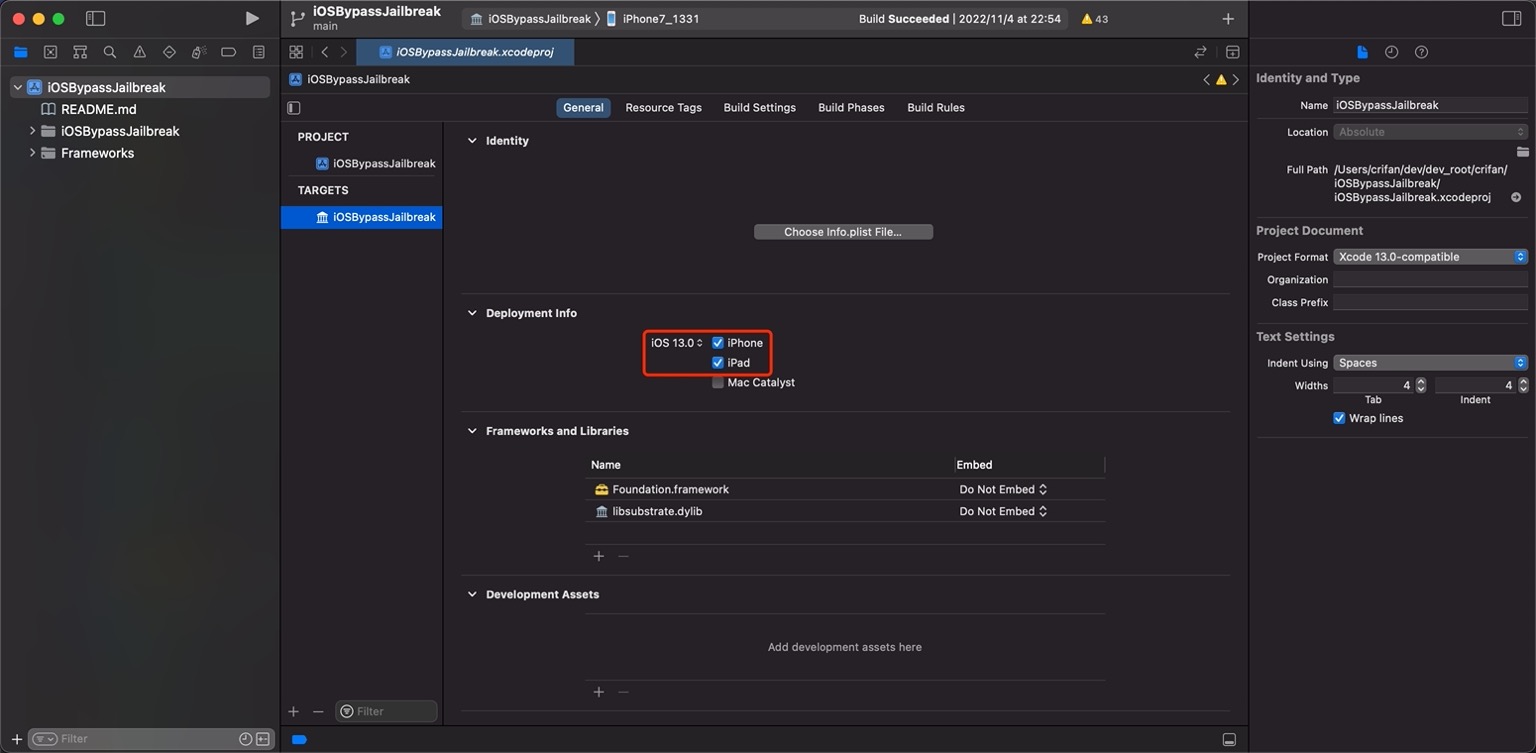 iOSBypassJailbreak
main
iOSBypassJailbreak 〉 iPhone7_1331
Build Succeeded | 2022/11/4 at 22:54
43
iOSBypassJailbreak.xcodeproj
iOSBypassJailbreak
README.md
iOSBypassJailbreak
Frameworks
Filter
iOSBypassJailbreak
General Resource Tags Build Settings Build Phases Build Rules
PROJECT
iOSBypassJailbreak
TARGETS
iOSBypassJailbreak
Filter
Identity
Choose Info.plist File...
Deployment Info
iOS 13.0 iPhone
iPad
Mac Catalyst
Frameworks and Libraries
Name Embed
Foundation.framework Do Not Embed
libsubstrate.dylib Do Not Embed
Development Assets
Add development assets here
Identity and Type
Name iOSBypassJailbreak
Location Absolute
Full Path /Users/crifan/dev/dev_root/crifan/
iOSBypassJailbreak/
iOSBypassJailbreak.xcodeproj
Project Document
Project Format Xcode 13.0-compatible
Organization
Class Prefix
Text Settings
Indent Using Spaces
Widths 4 4
Tab Indent
Wrap lines